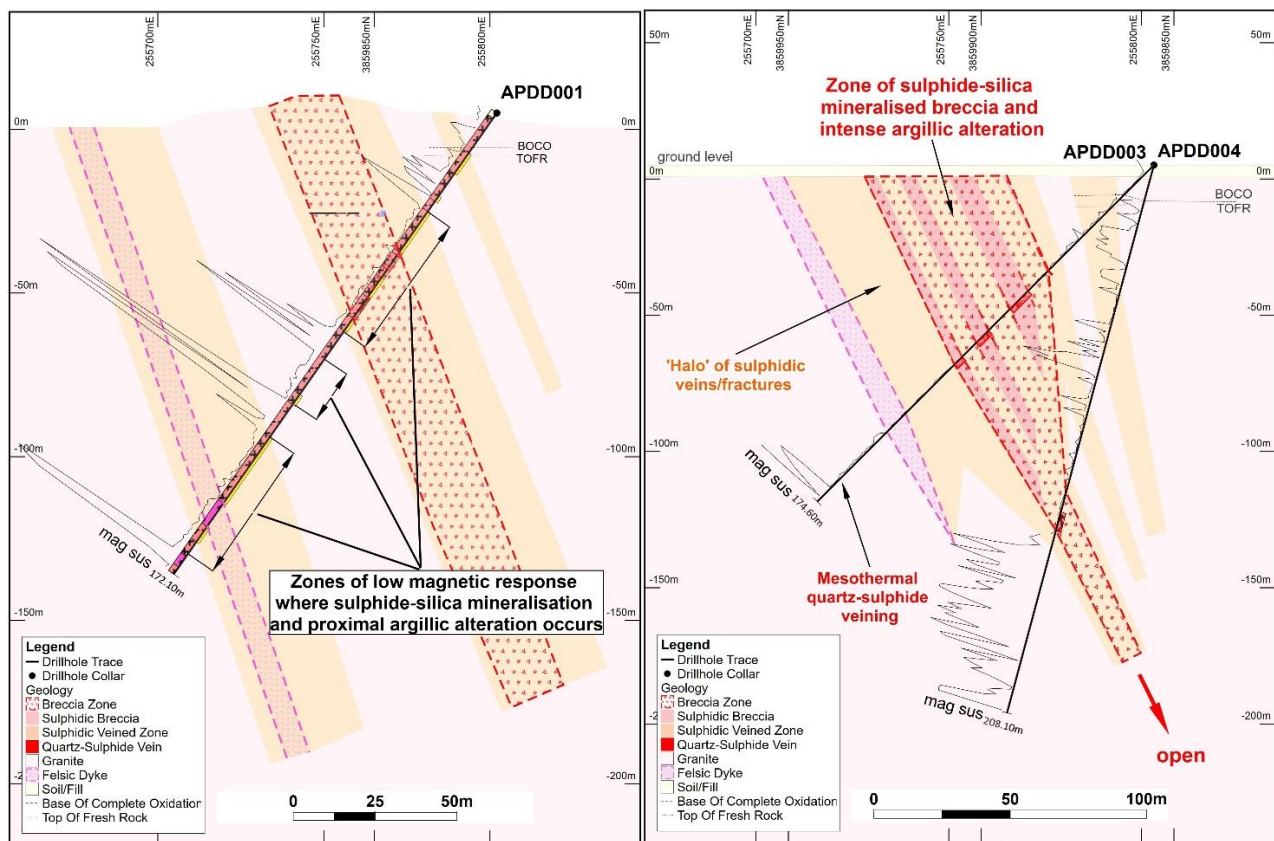 255700mE
255750mE
3859850mN
255800mE
APDD001
0m
0m
BOCO
TOFR
-50m
-50m
-100m
-100m
mag sus
172.10m
Zones of low magnetic response
where sulphide-silica mineralisation
and proximal argillic alteration occurs
-200m
Legend
Drillhole Trace
Drillhole Collar
Geology
Breccia Zone
Sulphidic Breccia
Sulphidic Veined Zone
Quartz-Sulphide Vein
Granite
Felsic Dyke
Soil/Fill
Base Of Complete Oxidation
Top Of Fresh Rock
0 25 50m
255700mE
3859950mN
255750mE
3859900mN
255800mE
3859850mN
50m
50m
Zone of sulphide-silica
mineralised breccia and
intense argillic alteration
ground level
APDD003
APDD004
0m
0m
BOCO
TOFR
-50m
-50m
'Halo' of sulphidic
veins/fractures
-100m
-100m
mag sus
174.60m
Mesothermal
quartz-sulphide
veining
-150m
-150m
mag sus
208.10m
-200m
open
Legend
Drillhole Trace
Drillhole Collar
Geology
Breccia Zone
Sulphidic Breccia
Sulphidic Veined Zone
Quartz-Sulphide Vein
Granite
Felsic Dyke
Soil/Fill
Base Of Complete Oxidation
Top Of Fresh Rock
0 50 100m